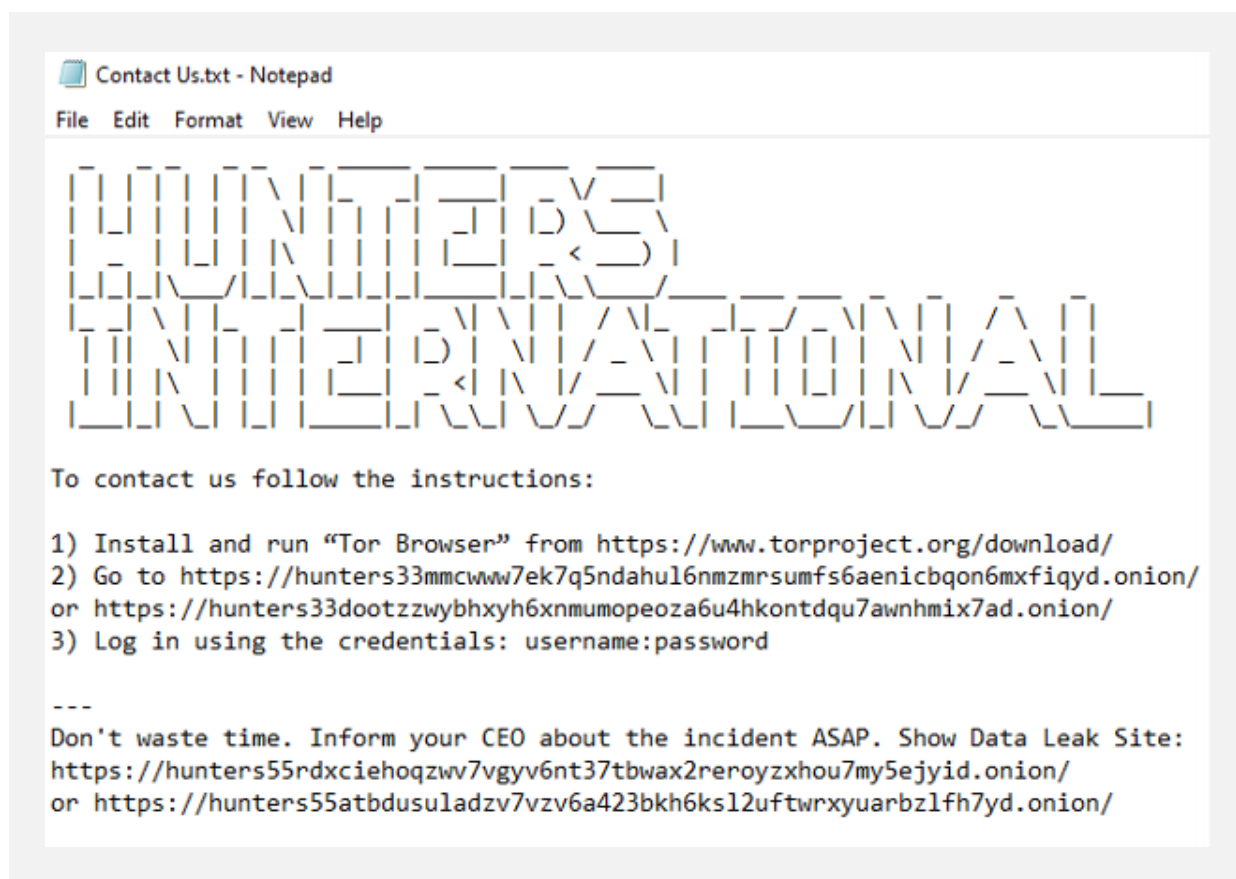 Contact Us.txt - Notepad
File Edit Format View Help
HUNTERS
INTERNATIONAL
To contact us follow the instructions:
1) Install and run “Tor Browser” from https://www.torproject.org/download/
2) Go to https://hunters33mmcwww7ek7q5ndahul6nmzmrsumfs6aenicbqon6mxfiqyd.onion/
or https://hunters33dootzzwybhxyh6xnmumopeoza6u4hkontdqu7awnhmix7ad.onion/
3) Log in using the credentials: username:password
---
Don't waste time. Inform your CEO about the incident ASAP. Show Data Leak Site:
https://hunters55rdxciehoqzwv7vgyv6nt37tbwax2reroyzxhou7my5ejyid.onion/
or https://hunters55atbdusuladzv7vzv6a423bkh6ksl2uftwrxyuarbzlfh7yd.onion/